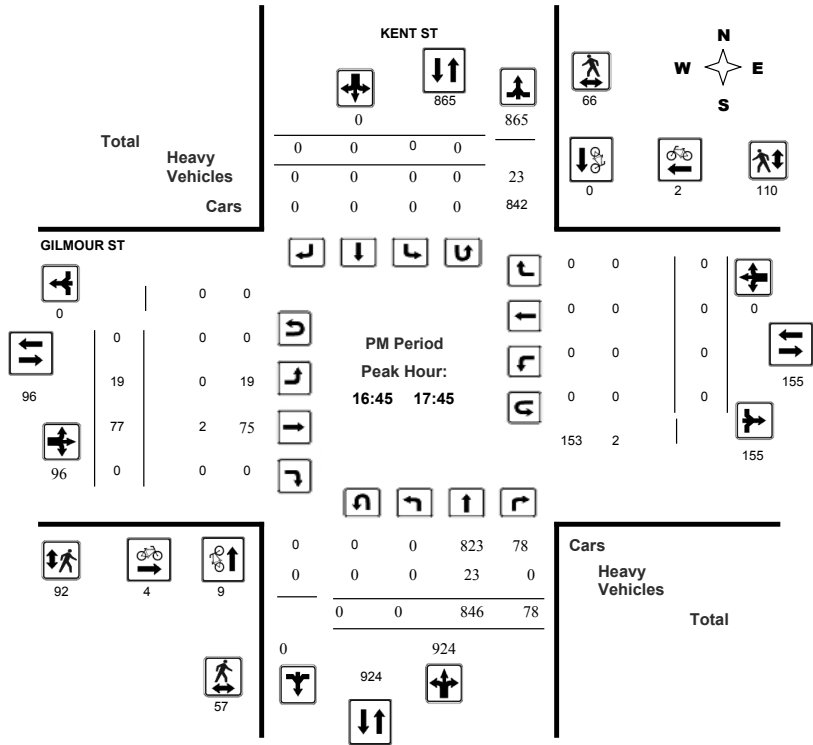 KENT ST
N
W E
S
865
66
0
865
Total
0 0 0 0
Heavy
Vehicles
0 0 0 0 23
Cars
0 0 0 0 842
0 2 110
GILMOUR ST
0
0 0
0 0 0
96
19 0 19
77 2 75
96
0 0 0
PM Period
Peak Hour:
16:45 17:45
0 0 0
0
0 0 0
0 0 0
155
0 0 0
153 2
155
92 4 9
57
0 0 0 823 78
Cars
0 0 0 23 0
Heavy
Vehicles
0 0 846 78
Total
0 924
924